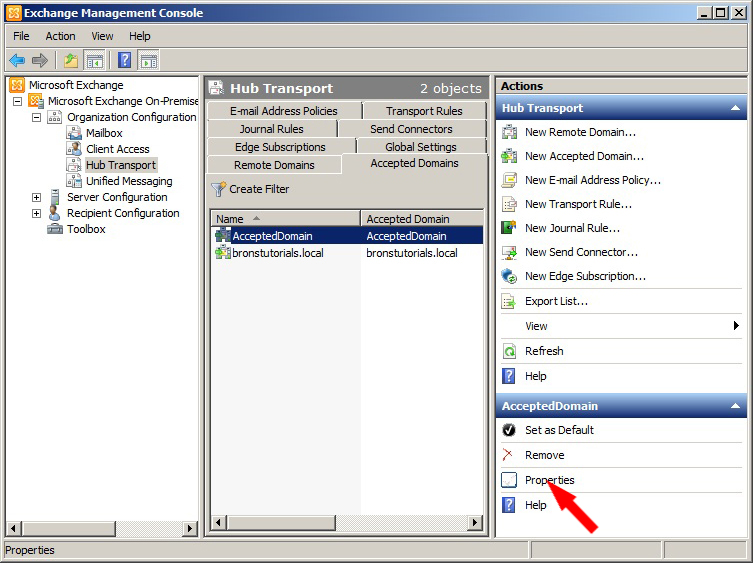 Exchange Management Console
File Action View Help
Microsoft Exchange
Microsoft Exchange On-Premise
Organization Configuration
Mailbox
Client Access
Hub Transport
Unified Messaging
Server Configuration
Recipient Configuration
Toolbox
Hub Transport 2 objects
E-mail Address Policies Transport Rules
Journal Rules Send Connectors
Edge Subscriptions Global Settings
Remote Domains Accepted Domains
Create Filter
Name Accepted Domain
AcceptedDomain AcceptedDomain
bronstutorials.local bronstutorials.local
Actions
Hub Transport
New Remote Domain...
New Accepted Domain...
New E-mail Address Policy...
New Transport Rule...
New Journal Rule...
New Send Connector...
New Edge Subscription...
Export List...
View
Refresh
Help
AcceptedDomain
Set as Default
Remove
Properties
Help
Properties